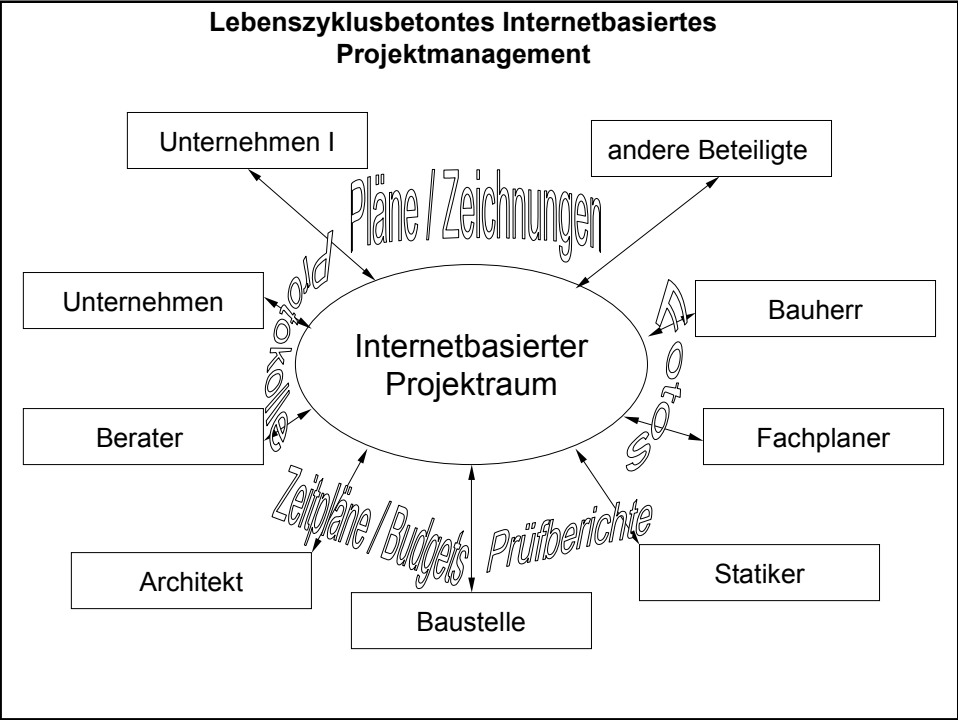 Lebenszyklusbetontes Internetbasiertes
Projektmanagement
Unternehmen I
andere Beteiligte
Pläne / Zeichnungen
Protokolle
Unternehmen
Fotos
Bauherr
Internetbasierter
Projektraum
Berater
Fachplaner
Zeitpläne / Budgets
Prüfberichte
Architekt
Statiker
Baustelle